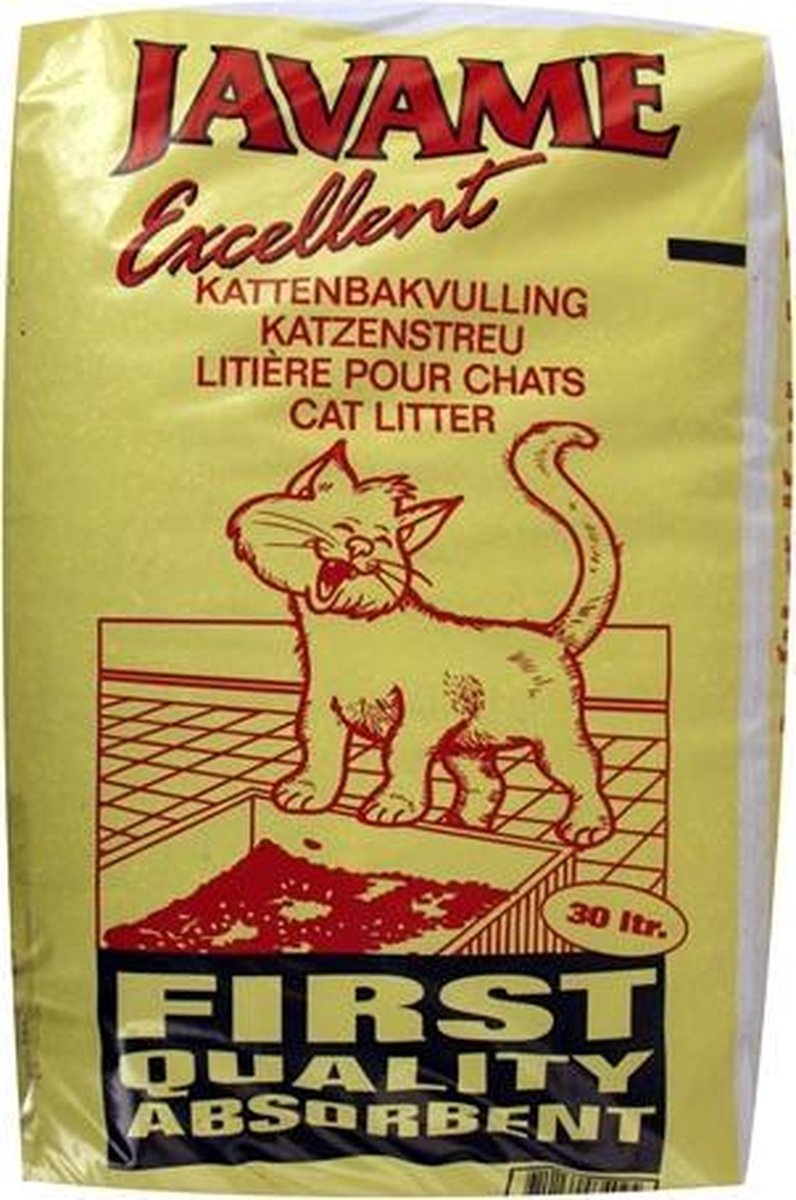 JAVAME
Excellent
KATTENBAKVULLING
KATZENSTREU
LITIÈRE POUR CHATS
CAT LITTER
30 ltr.
FIRST
QUALITY
ABSORBENT